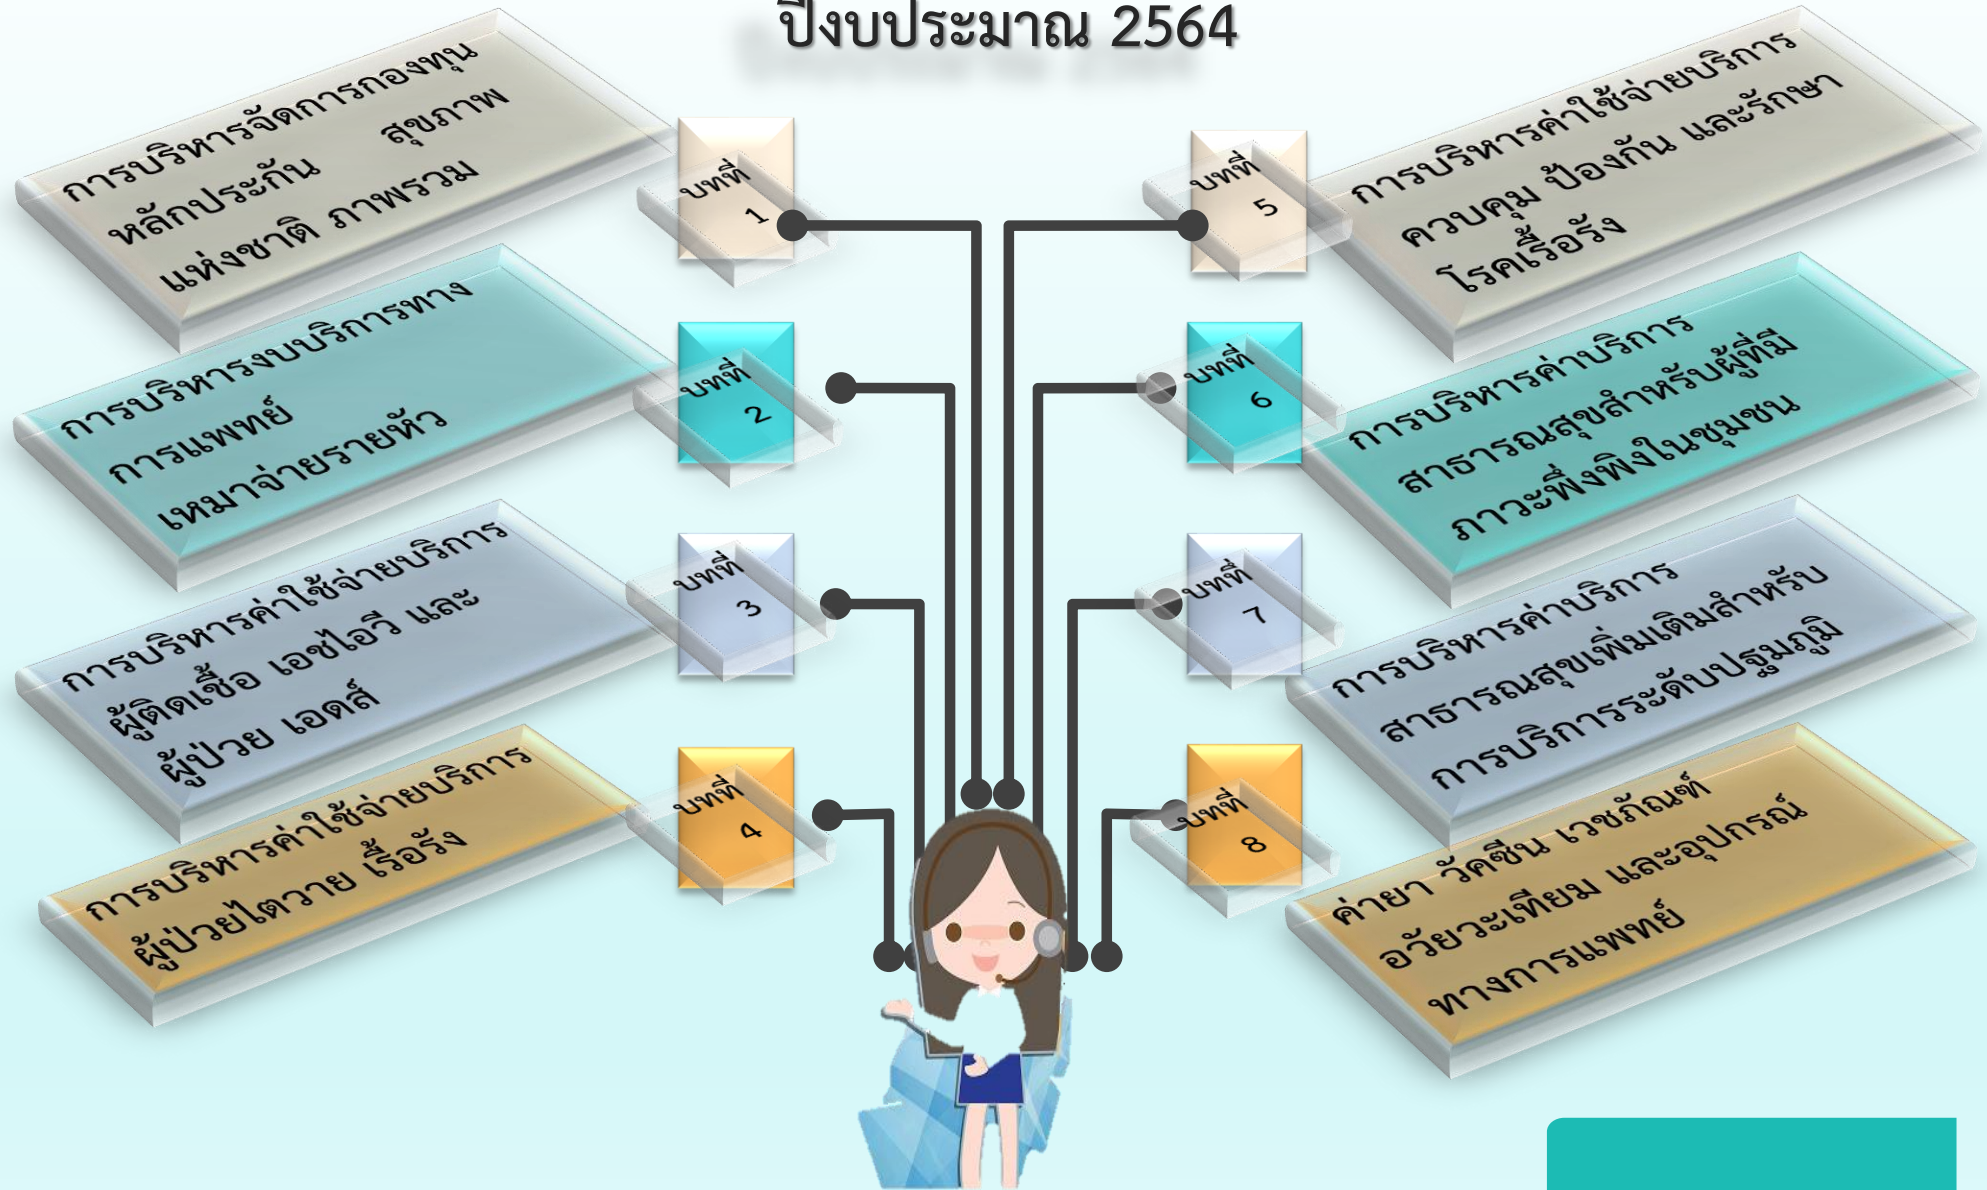 ปีงบประมาณ 2564
การบริหารจัดการกองทุน
หลักประกัน สุขภาพ
แห่งชาติ ภาพรวม
บทที่
1
การบริหารงบบริการทาง
การแพทย์
เหมาจ่ายรายหัว
บทที่
2
การบริหารค่าใช้จ่ายบริการ
ผู้ติดเชื้อ เอชไอวี และ
ผู้ป่วย เอดส์
บทที่
3
การบริหารค่าใช้จ่ายบริการ
ผู้ป่วยไตวาย เรื้อรัง
บทที่
4
บทที่
5
การบริหารค่าใช้จ่ายบริการ
ควบคุม ป้องกัน และรักษา
โรคเรื้อรัง
บทที่
6
การบริหารค่าบริการ
สาธารณสุขสำหรับผู้ที่มี
ภาวะพึ่งพิงในชุมชน
บทที่
7
การบริหารค่าบริการ
สาธารณสุขเพิ่มเติมสำหรับ
การบริการระดับปฐมภูมิ
บทที่
8
ค่ายา วัคซีน เวชภัณฑ์
อวัยวะเทียม และอุปกรณ์
ทางการแพทย์